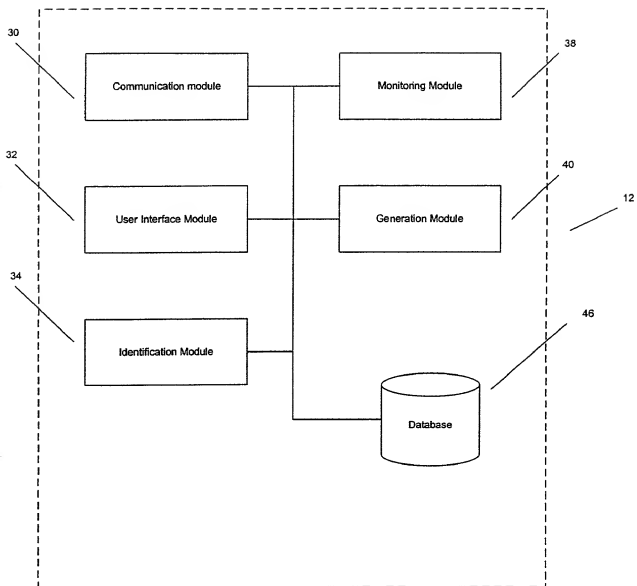 30
Communication module
Monitoring Module
38
32
User Interface Module
Generation Module
40
12
34
Identification Module
46
Database